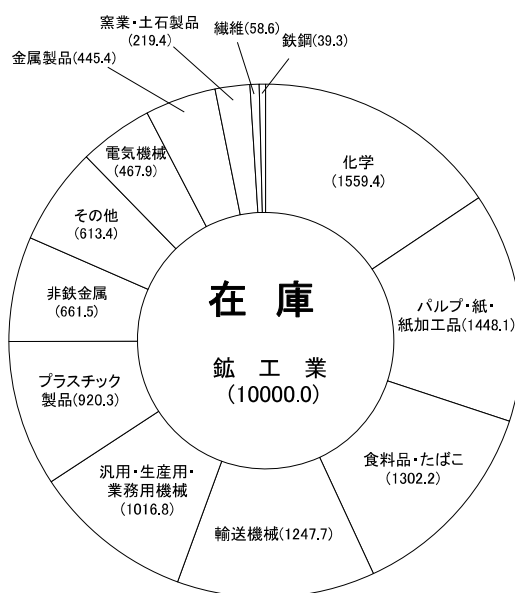 窯業・土石製品
(219.4)
繊維(58.6)
鉄鋼(39.3)
金属製品(445.4)
電気機械
(467.9)
化学
(1559.4)
その他
(613.4)
非鉄金属
(661.5)
在庫
パルプ・紙・
紙加工品(1448.1)
鉱工業
(10000.0)
プラスチック
製品(920.3)
食料品・たばこ
(1302.2)
汎用・生産用・
業務用機械
(1016.8)
輸送機械(1247.7)